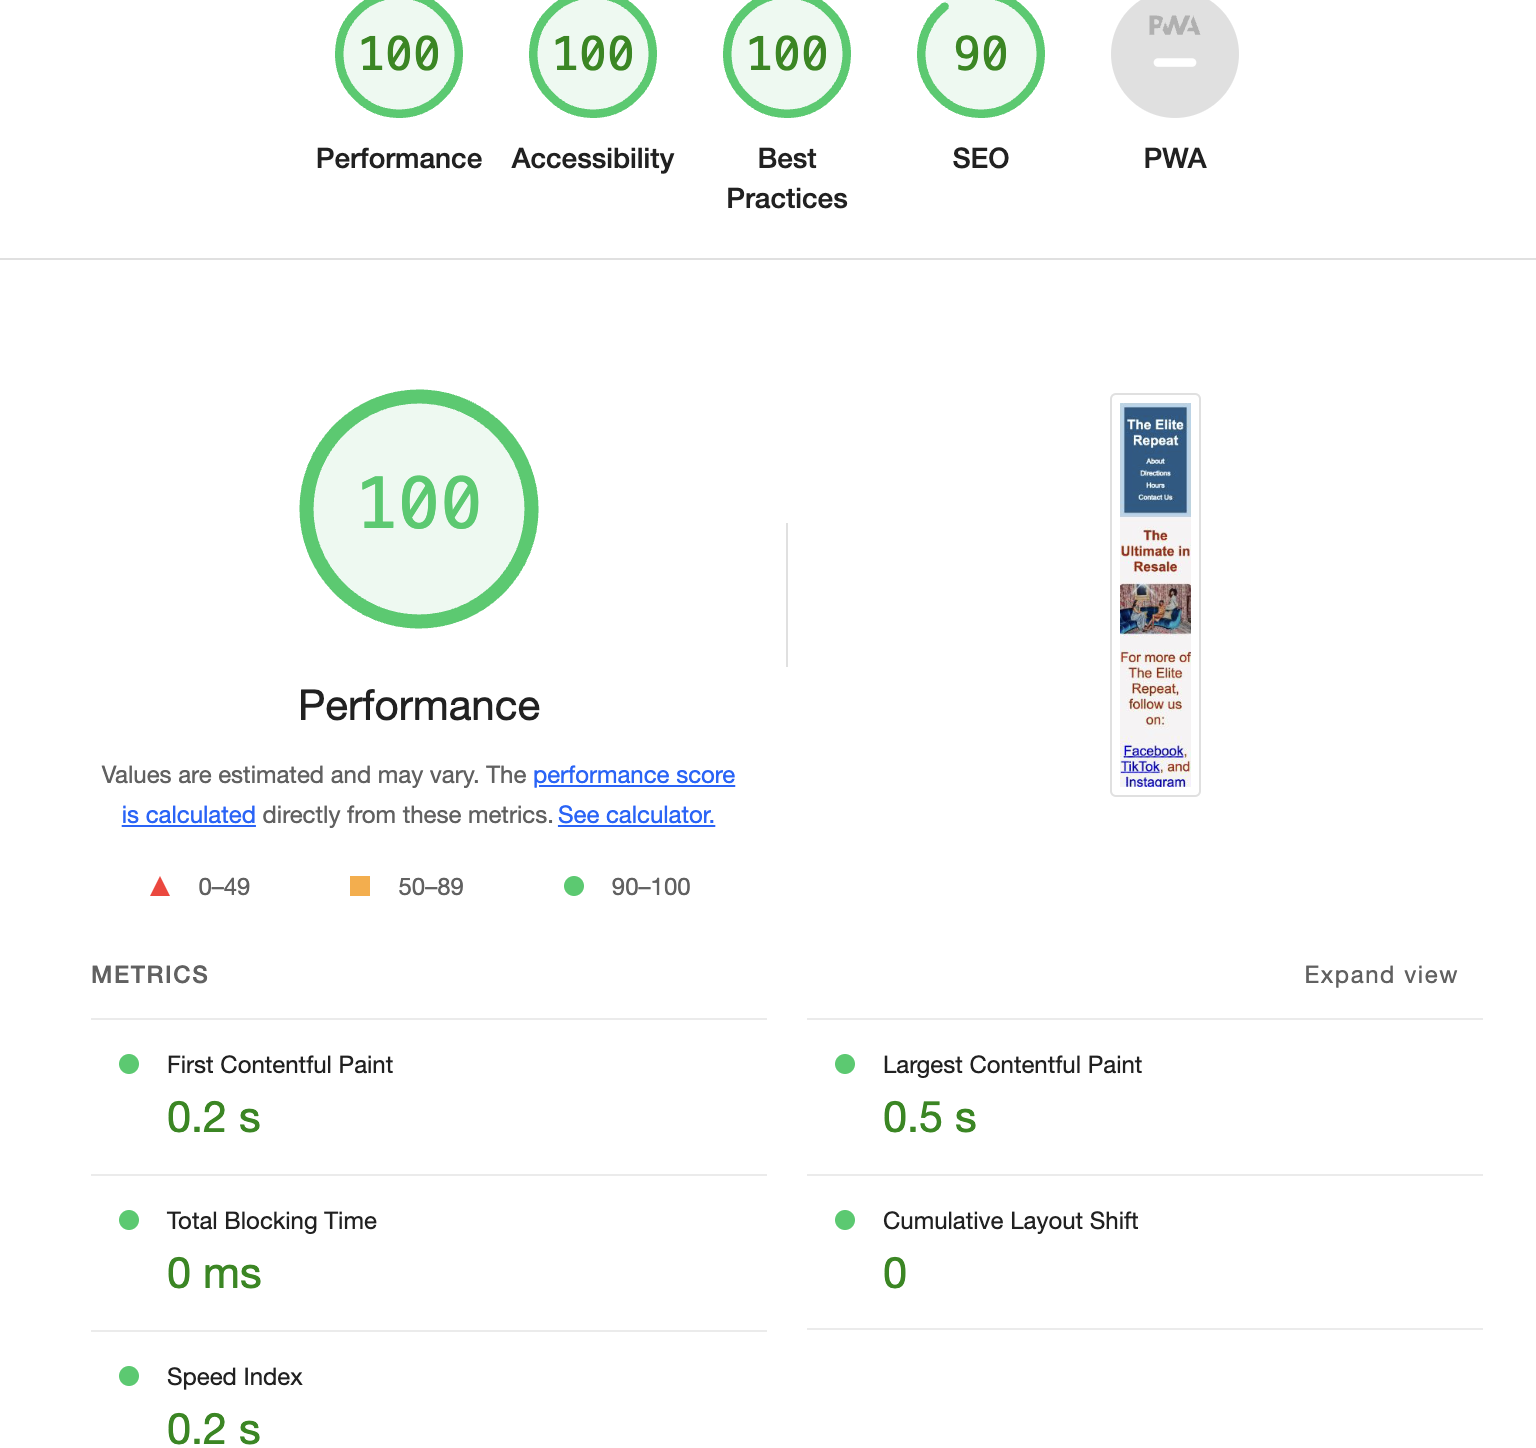 100
100
100
90
PWA
Performance
Accessibility
Best
Practices
SEO
PWA
100
Performance
Values are estimated and may vary. The performance score
is calculated directly from these metrics. See calculator.
0–49
50–89
90–100
The Elite
Repeat
About
Directions
Hours
Contact Us
The
Ultimate in
Resale
For more of
The Elite
Repeat,
follow us
on:
Facebook,
TikTok, and
Instagram
METRICS
Expand view
First Contentful Paint
0.2 s
Largest Contentful Paint
0.5 s
Total Blocking Time
0 ms
Cumulative Layout Shift
0
Speed Index
0.2 s